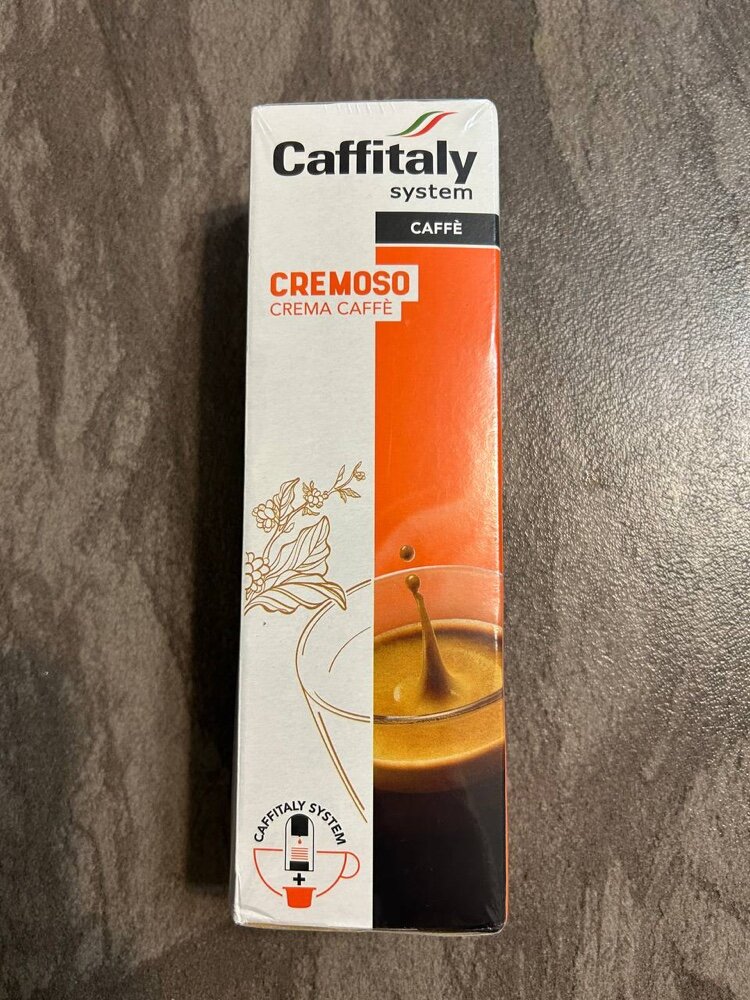 Caffitaly
system
CAFFÈ
CREMOSO
CREMA CAFFÈ
CAFFITALY SYSTEM
+